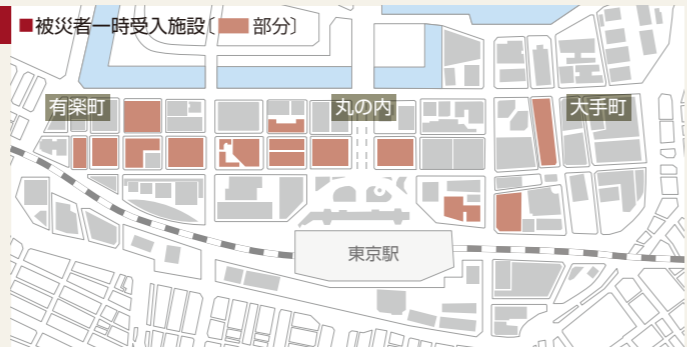 ■被災者一時受入施設〔 部分〕
有楽町
丸の内
大手町
東京駅